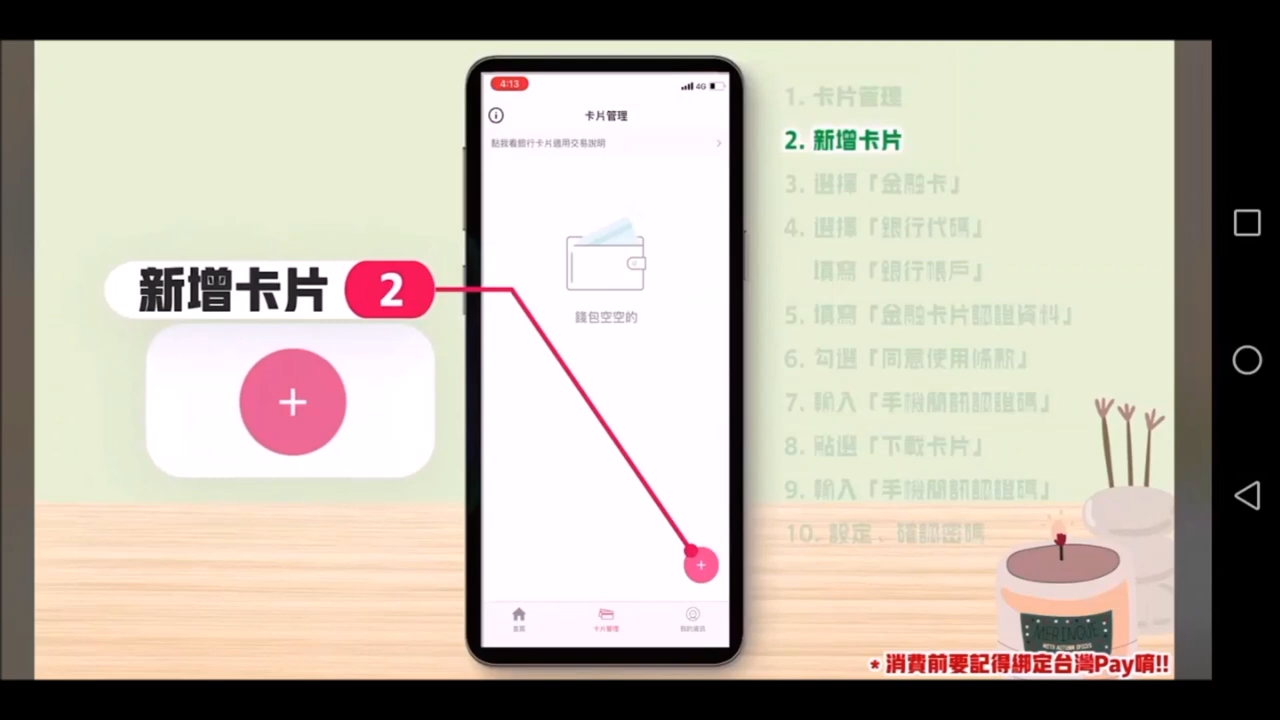 新增卡片 2
+
4:13 4G
卡片管理
點我看銀行卡片適用交易說明
錢包空空的
+
首頁 卡片管理 我的資訊
1. 卡片管理
2. 新增卡片
3. 選擇「金融卡」
4. 選擇「銀行代碼」
填寫「銀行帳戶」
5. 填寫「金融卡片認證資料」
6. 勾選「同意使用條款」
7. 輸入「手機簡訊認證碼」
8. 點選「下載卡片」
9. 輸入「手機簡訊認證碼」
10. 設定、確認密碼
MERINGUE
* 消費前要記得綁定台灣Pay唷!!